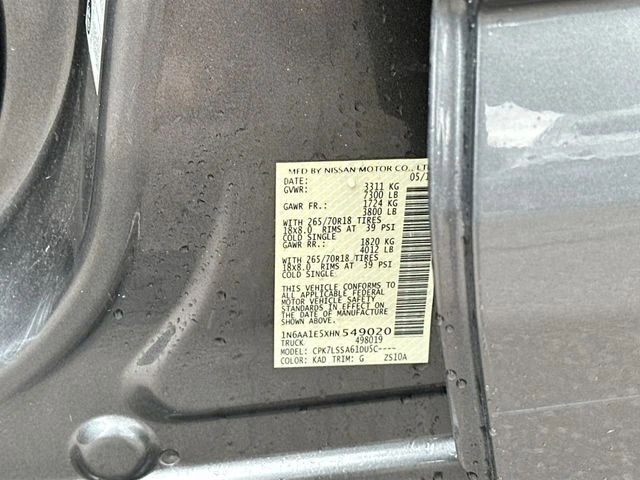 MFD BY NISSAN MOTOR CO., LT
DATE: 05/1
GVWR: 3311 KG
7300 LB
GAWR FR.: 1724 KG
3800 LB
WITH 265/70R18 TIRES
18x8.0 RIMS AT 39 PSI
COLD SINGLE
GAWR RR.: 1820 KG
4012 LB
WITH 265/70R18 TIRES
18x8.0 RIMS AT 39 PSI
COLD SINGLE
THIS VEHICLE CONFORMS TO
ALL APPLICABLE FEDERAL
MOTOR VEHICLE SAFETY
STANDARDS IN EFFECT ON
THE DATE OF MANUFACTURE
SHOWN ABOVE.
1N6AA1E5XHN549020
TRUCK 498019
MODEL: CPK7LSSA61DU5C----
COLOR: KAD TRIM: G ZS10A